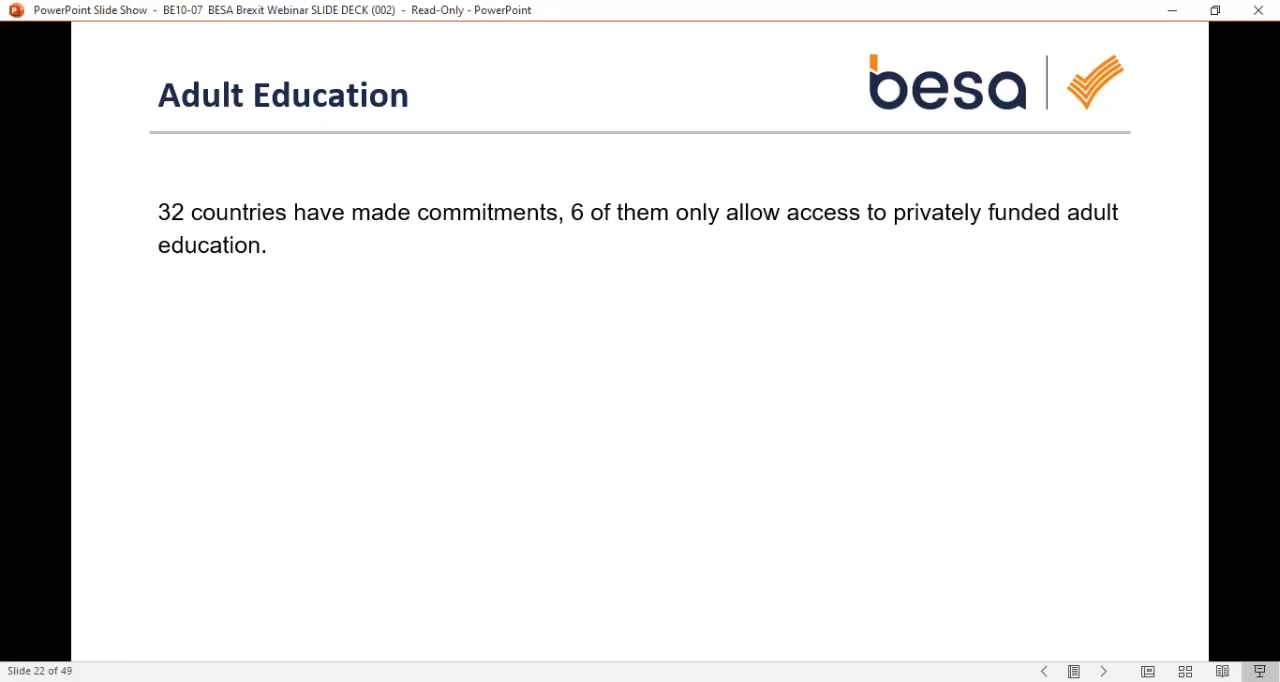 PowerPoint Slide Show - BE10-07 BESA Brexit Webinar SLIDE DECK (002) - Read-Only - PowerPoint
Adult Education
besa
32 countries have made commitments, 6 of them only allow access to privately funded adult
education.
Slide 22 of 49